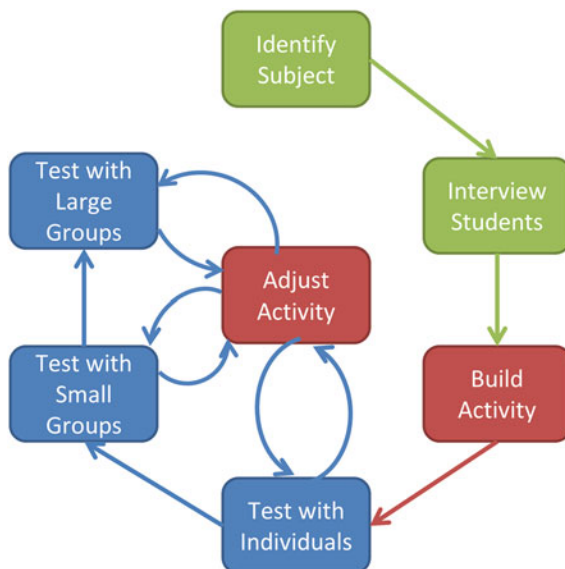 Identify
Subject
Interview
Students
Build
Activity
Test with
Individuals
Test with
Small
Groups
Test with
Large
Groups
Adjust
Activity